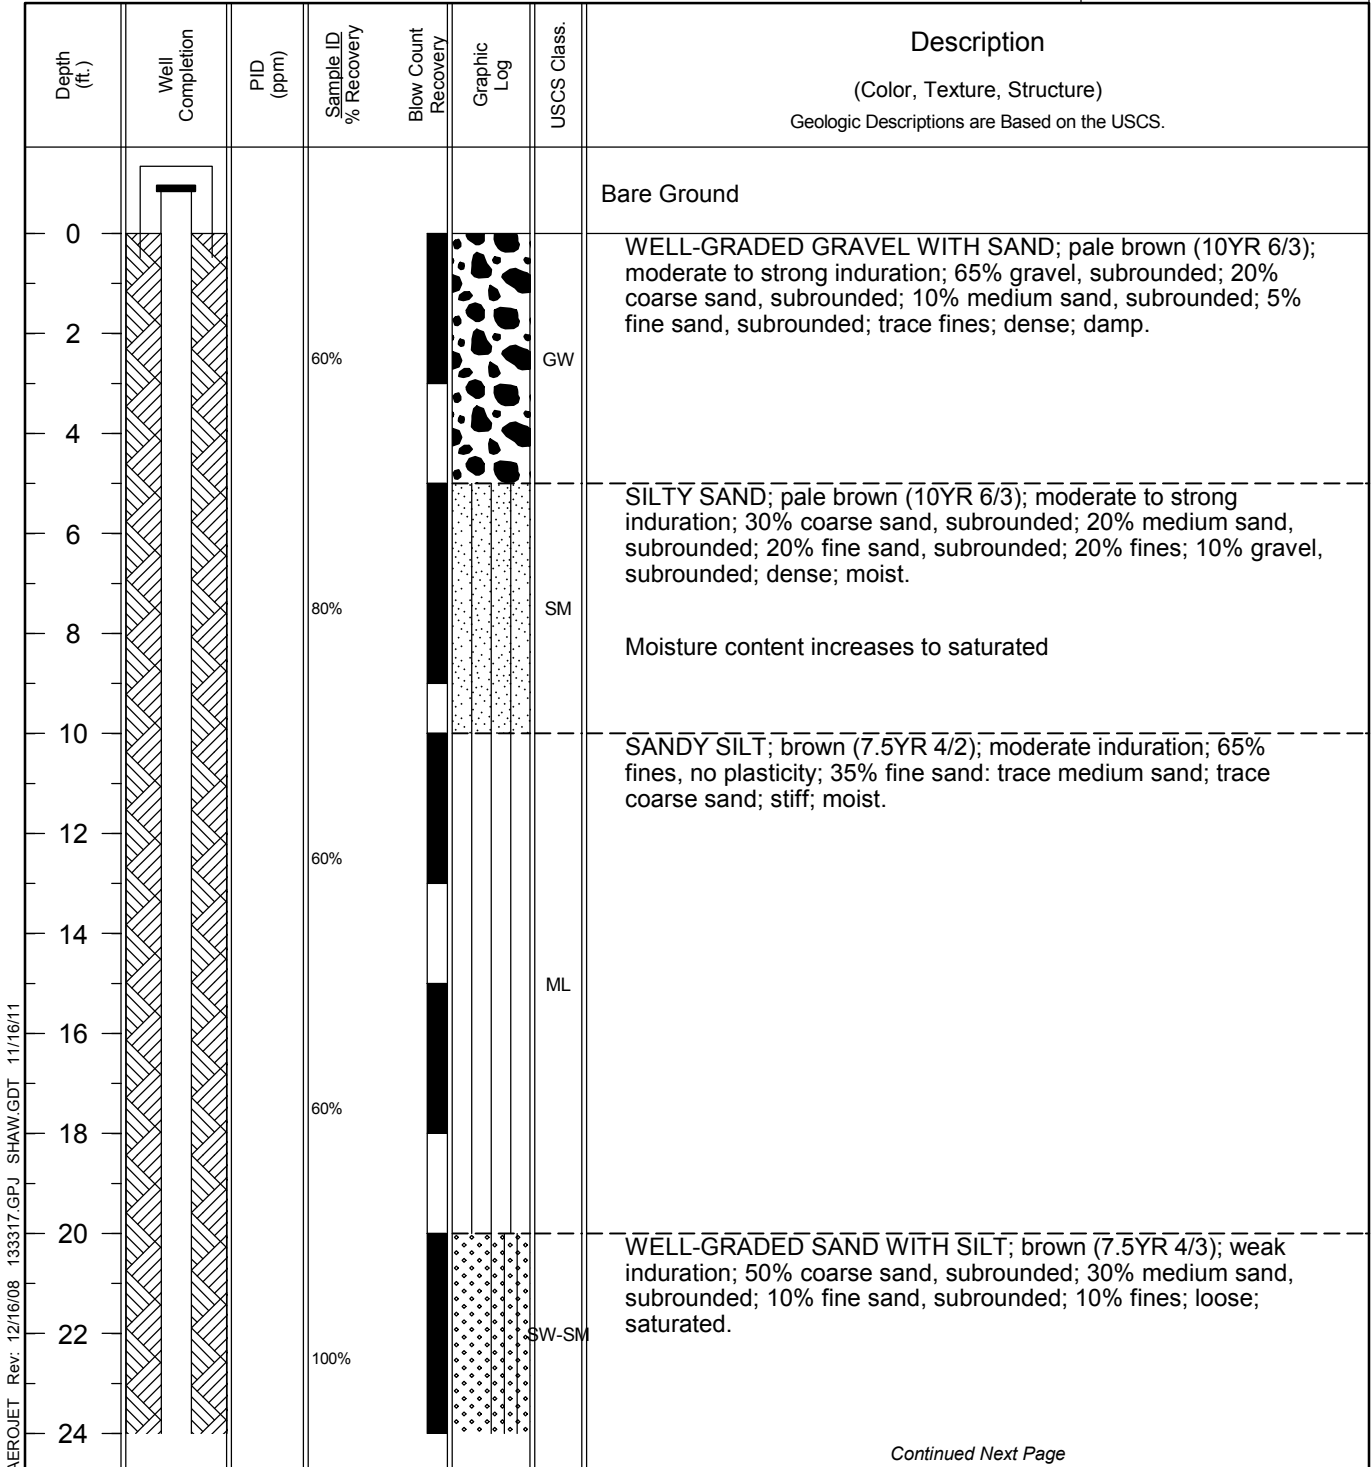 Depth
(ft.)
Well
Completion
PID
(ppm)
Sample ID
% Recovery
Blow Count
Recovery
Graphic
Log
USCS Class.
Description
(Color, Texture, Structure)
Geologic Descriptions are Based on the USCS.
Bare Ground
0
WELL-GRADED GRAVEL WITH SAND; pale brown (10YR 6/3);
moderate to strong induration; 65% gravel, subrounded; 20%
coarse sand, subrounded; 10% medium sand, subrounded; 5%
fine sand, subrounded; trace fines; dense; damp.
2
60%
GW
4
SILTY SAND; pale brown (10YR 6/3); moderate to strong
induration; 30% coarse sand, subrounded; 20% medium sand,
subrounded; 20% fine sand, subrounded; 20% fines; 10% gravel,
subrounded; dense; moist.
6
80%
SM
8
Moisture content increases to saturated
10
SANDY SILT; brown (7.5YR 4/2); moderate induration; 65%
fines, no plasticity; 35% fine sand: trace medium sand; trace
coarse sand; stiff; moist.
12
60%
14
ML
16
60%
18
20
WELL-GRADED SAND WITH SILT; brown (7.5YR 4/3); weak
induration; 50% coarse sand, subrounded; 30% medium sand,
subrounded; 10% fine sand, subrounded; 10% fines; loose;
saturated.
22
SW-SM
100%
24
Continued Next Page
AEROJET Rev: 12/16/08 133317.GPJ SHAW.GDT 11/16/11